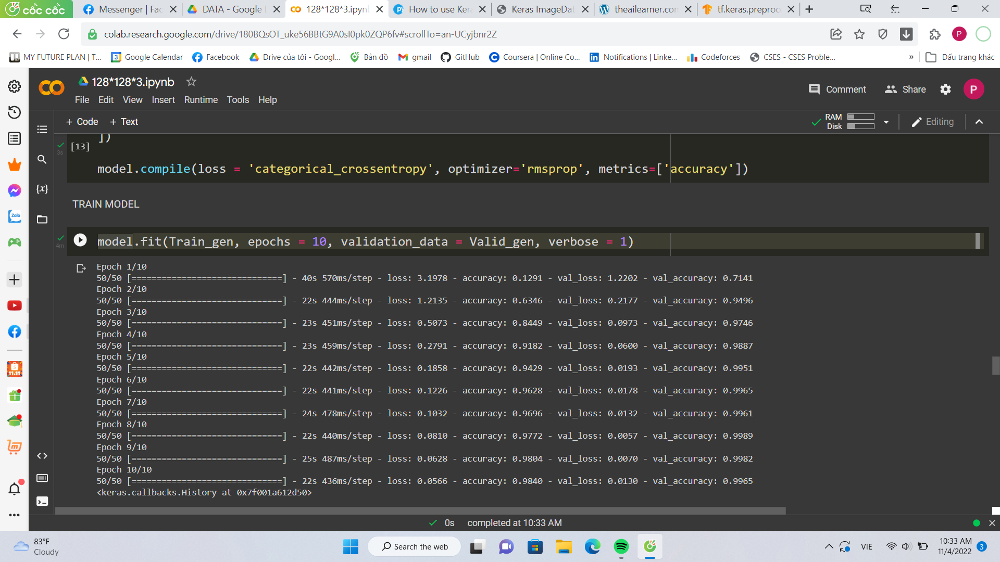 cốc cốc
Messenger | Fac
DATA - Google
128*128*3.ipyn
How to use Ker
Keras ImageDat
theailearner.con
tf.keras.preproc
colab.research.google.com/drive/180BQsOT_uke56BBtG9A0sI0pk0ZQP6fv#scrollTo=an-UCyjbnr2Z
P
MY FUTURE PLAN | T...
3
Google Calendar
Facebook
Drive của tôi - Googl...
Bản đồ
gmail
GitHub
Coursera | Online Co...
Notifications | Linke...
Codeforces
CSES - CSES Proble...
»
Dấu trang khác
128*128*3.ipynb
File Edit View Insert Runtime Tools Help
Comment
Share
P
+ Code + Text
RAM
Disk
Editing
])
[13]
3s
model.compile(loss = 'categorical_crossentropy', optimizer='rmsprop', metrics=['accuracy'])
{x}
TRAIN MODEL
Zalo
4m
model.fit(Train_gen, epochs = 10, validation_data = Valid_gen, verbose = 1)
Epoch 1/10
50/50 [==============================] - 40s 570ms/step - loss: 3.1978 - accuracy: 0.1291 - val_loss: 1.2202 - val_accuracy: 0.7141
Epoch 2/10
50/50 [==============================] - 22s 444ms/step - loss: 1.2135 - accuracy: 0.6346 - val_loss: 0.2177 - val_accuracy: 0.9496
Epoch 3/10
50/50 [==============================] - 23s 451ms/step - loss: 0.5073 - accuracy: 0.8449 - val_loss: 0.0973 - val_accuracy: 0.9746
Epoch 4/10
50/50 [==============================] - 23s 459ms/step - loss: 0.2791 - accuracy: 0.9182 - val_loss: 0.0600 - val_accuracy: 0.9887
Epoch 5/10
50/50 [==============================] - 22s 442ms/step - loss: 0.1858 - accuracy: 0.9429 - val_loss: 0.0193 - val_accuracy: 0.9951
Epoch 6/10
50/50 [==============================] - 22s 441ms/step - loss: 0.1226 - accuracy: 0.9628 - val_loss: 0.0178 - val_accuracy: 0.9965
Epoch 7/10
50/50 [==============================] - 24s 478ms/step - loss: 0.1032 - accuracy: 0.9696 - val_loss: 0.0132 - val_accuracy: 0.9961
Epoch 8/10
50/50 [==============================] - 22s 440ms/step - loss: 0.0810 - accuracy: 0.9772 - val_loss: 0.0057 - val_accuracy: 0.9989
Epoch 9/10
50/50 [==============================] - 25s 487ms/step - loss: 0.0628 - accuracy: 0.9804 - val_loss: 0.0070 - val_accuracy: 0.9982
Epoch 10/10
50/50 [==============================] - 22s 436ms/step - loss: 0.0566 - accuracy: 0.9840 - val_loss: 0.0130 - val_accuracy: 0.9965
<keras.callbacks.History at 0x7f001a612d50>
11.11
0s completed at 10:33 AM
83°F
Cloudy
Search the web
VIE
10:33 AM
11/4/2022
3